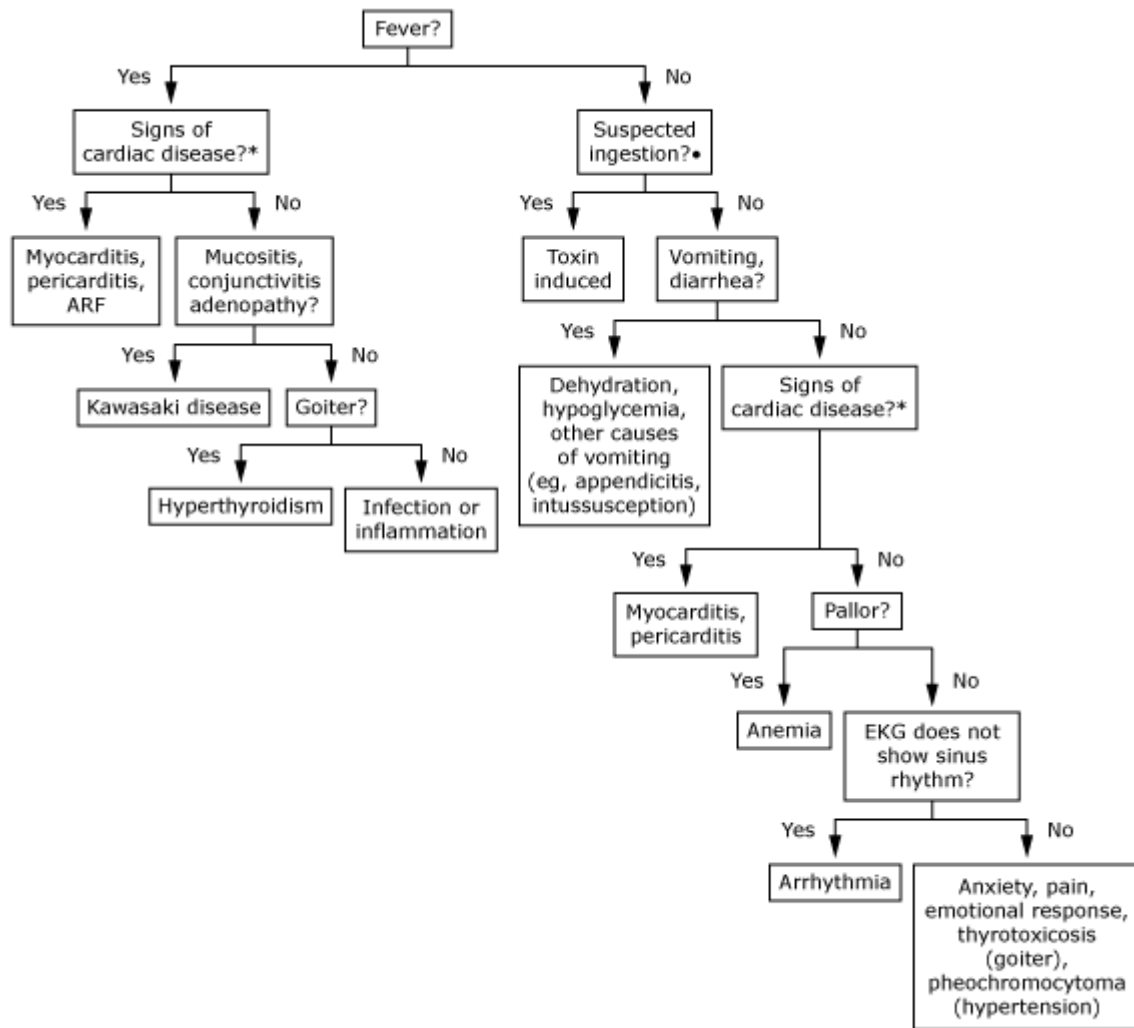 Fever?
Yes
No
Signs of
cardiac disease?*
Suspected
ingestion?•
Yes
No
Yes
No
Myocarditis,
pericarditis,
ARF
Mucositis,
conjunctivitis
adenopathy?
Toxin
induced
Vomiting,
diarrhea?
Yes
No
Yes
No
Kawasaki disease
Goiter?
Dehydration,
hypoglycemia,
other causes
of vomiting
(eg, appendicitis,
intussusception)
Signs of
cardiac disease?*
Yes
No
Hyperthyroidism
Infection or
inflammation
Yes
No
Myocarditis,
pericarditis
Pallor?
Yes
No
Anemia
EKG does not
show sinus
rhythm?
Yes
No
Arrhythmia
Anxiety, pain,
emotional response,
thyrotoxicosis
(goiter),
pheochromocytoma
(hypertension)